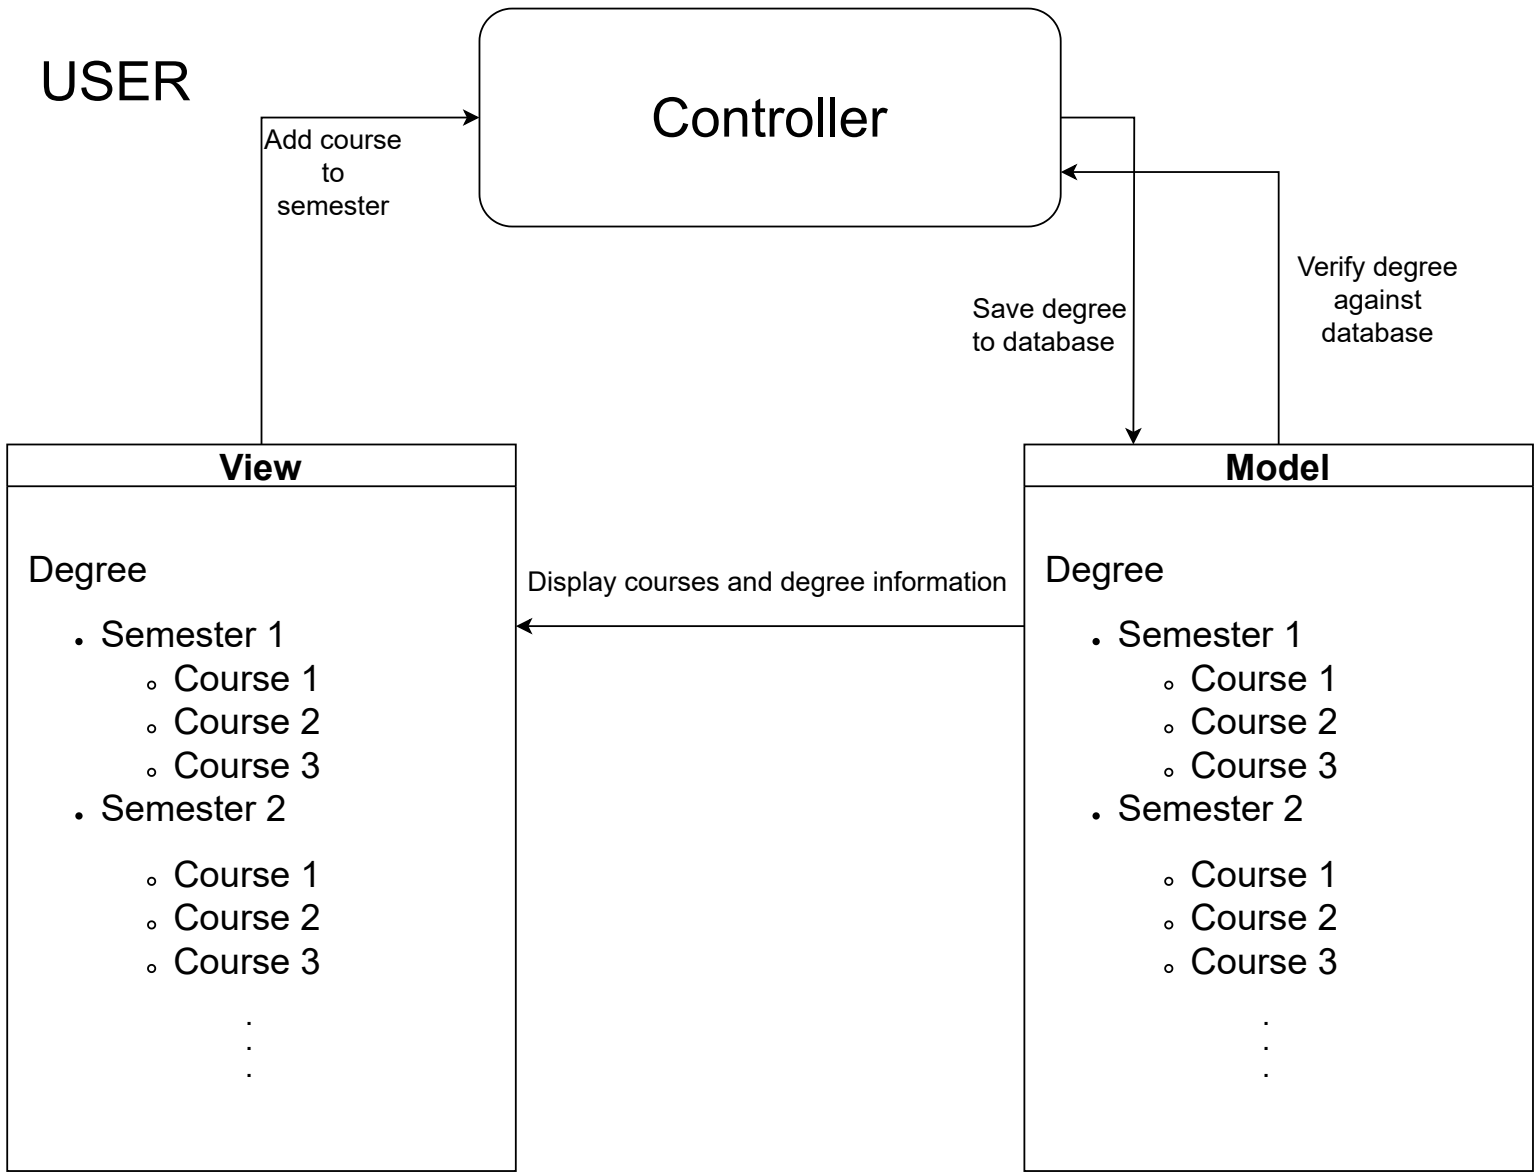 USER
Controller
Add course
to
semester
Save degree
to database
Verify degree
against
database
View
Degree
• Semester 1
◦ Course 1
◦ Course 2
◦ Course 3
• Semester 2
◦ Course 1
◦ Course 2
◦ Course 3
.
.
.
Display courses and degree information
Model
Degree
• Semester 1
◦ Course 1
◦ Course 2
◦ Course 3
• Semester 2
◦ Course 1
◦ Course 2
◦ Course 3
.
.
.